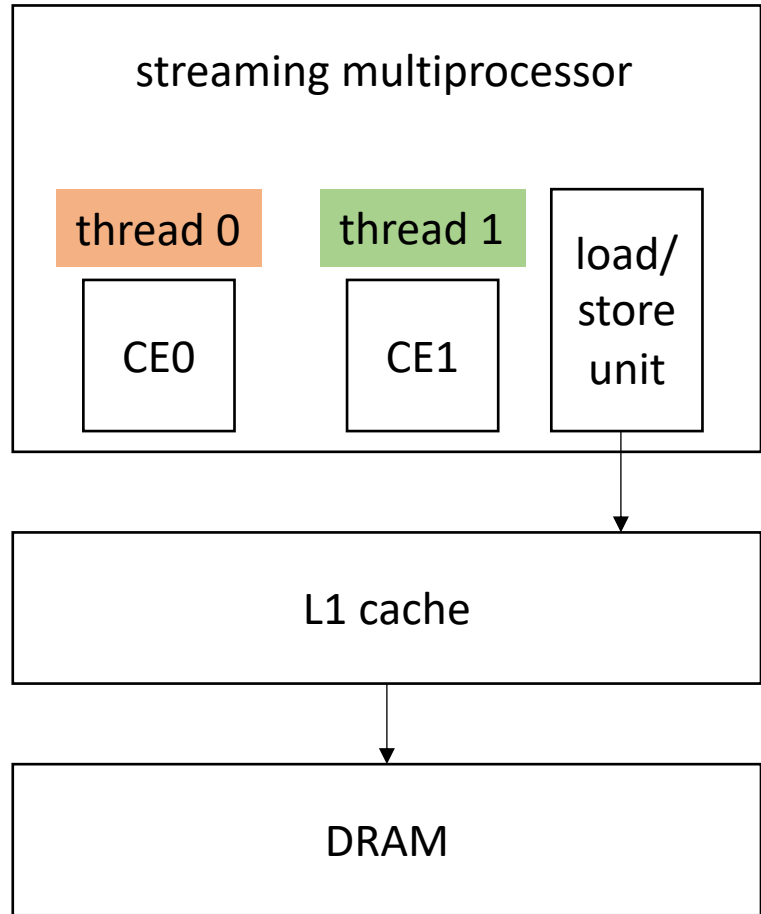 streaming multiprocessor
thread 0
thread 1
load/
store
unit
CE0
CE1
L1 cache
DRAM